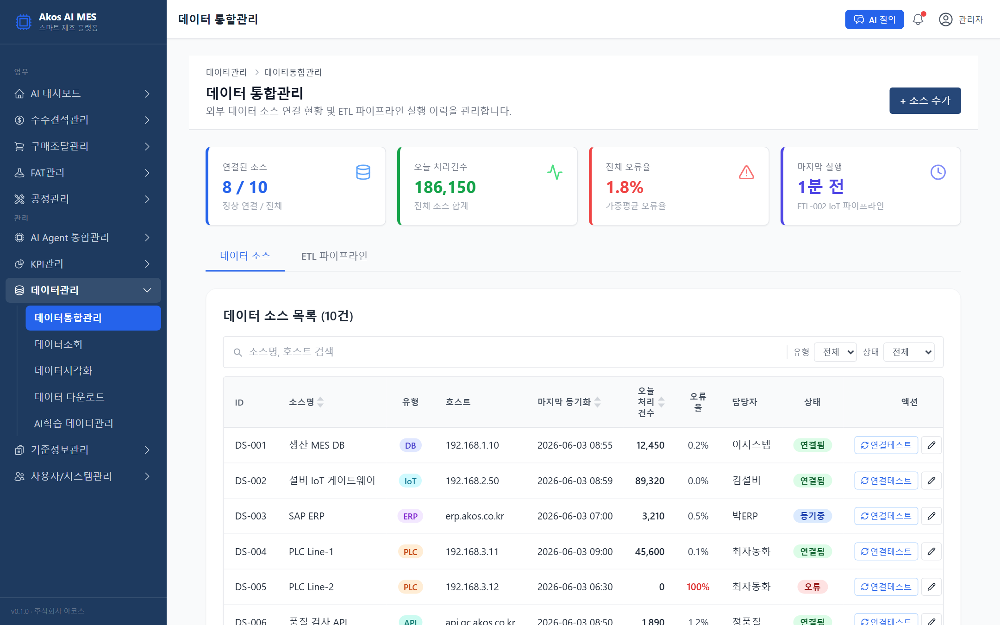 Akos AI MES
스마트 제조 플랫폼
업무
AI 대시보드
수주견적관리
구매조달관리
FAT관리
공정관리
관리
AI Agent 통합관리
KPI관리
데이터관리
데이터통합관리
데이터조회
데이터시각화
데이터 다운로드
AI학습 데이터관리
기준정보관리
사용자/시스템관리
v0.1.0 · 주식회사 아코스
데이터 통합관리
AI 질의
관리자
데이터관리 > 데이터통합관리
데이터 통합관리
외부 데이터 소스 연결 현황 및 ETL 파이프라인 실행 이력을 관리합니다.
+ 소스 추가
연결된 소스
8 / 10
정상 연결 / 전체
오늘 처리건수
186,150
전체 소스 합계
전체 오류율
1.8%
가중평균 오류율
마지막 실행
1분 전
ETL-002 IoT 파이프라인
데이터 소스
ETL 파이프라인
데이터 소스 목록 (10건)
소스명, 호스트 검색
유형 전체 상태 전체
ID 소스명 유형 호스트 마지막 동기화 오늘 처리 건수 오류율 담당자 상태 액션
DS-001 생산 MES DB DB 192.168.1.10 2026-06-03 08:55 12,450 0.2% 이시스템 연결됨 연결테스트
DS-002 설비 IoT 게이트웨이 IoT 192.168.2.50 2026-06-03 08:59 89,320 0.0% 김설비 연결됨 연결테스트
DS-003 SAP ERP ERP erp.akos.co.kr 2026-06-03 07:00 3,210 0.5% 박ERP 동기중 연결테스트
DS-004 PLC Line-1 PLC 192.168.3.11 2026-06-03 09:00 45,600 0.1% 최자동화 연결됨 연결테스트
DS-005 PLC Line-2 PLC 192.168.3.12 2026-06-03 06:30 0 100% 최자동화 오류 연결테스트
DS-006 품질 검사 API API api.qc.akos.co.kr 2026-06-03 08:50 1,890 1.2% 정품질 연결됨 연결테스트